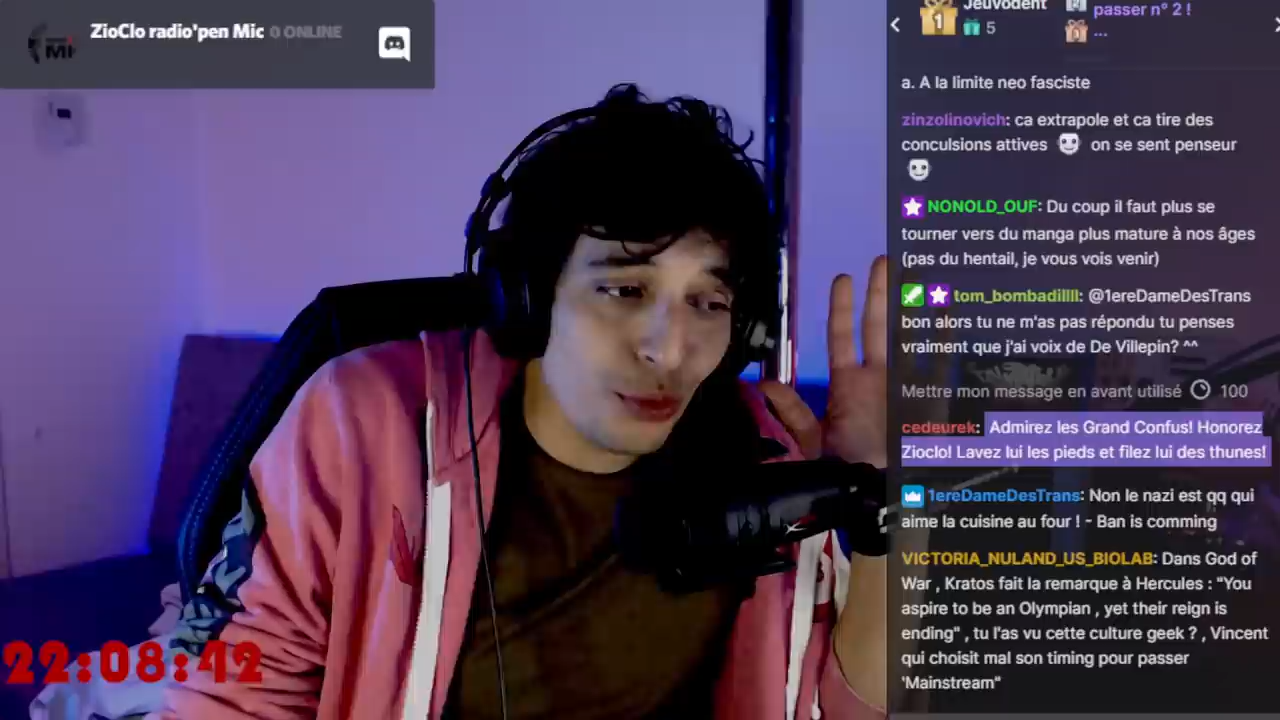 ZioClo radio'pen Mic 0 ONLINE
MI
1
Jeuvodent
5
passer n° 2 !
...
a. A la limite neo fasciste
zinzolinovich: ca extrapole et ca tire des
conculsions attives on se sent penseur
NONOLD_OUF: Du coup il faut plus se
tourner vers du manga plus mature à nos âges
(pas du hentail, je vous vois venir)
tom_bombadillll: @1ereDameDesTrans
bon alors tu ne m'as pas répondu tu penses
vraiment que j'ai voix de De Villepin? ^^
Mettre mon message en avant utilisé 100
cedeurek: Admirez les Grand Confus! Honorez
Zioclo! Lavez lui les pieds et filez lui des thunes!
1ereDameDesTrans: Non le nazi est qq qui
aime la cuisine au four ! - Ban is comming
VICTORIA_NULAND_US_BIOLAB: Dans God of
War , Kratos fait la remarque à Hercules : "You
aspire to be an Olympian , yet their reign is
ending" , tu l'as vu cette culture geek ? , Vincent
qui choisit mal son timing pour passer
'Mainstream"
22:08:42